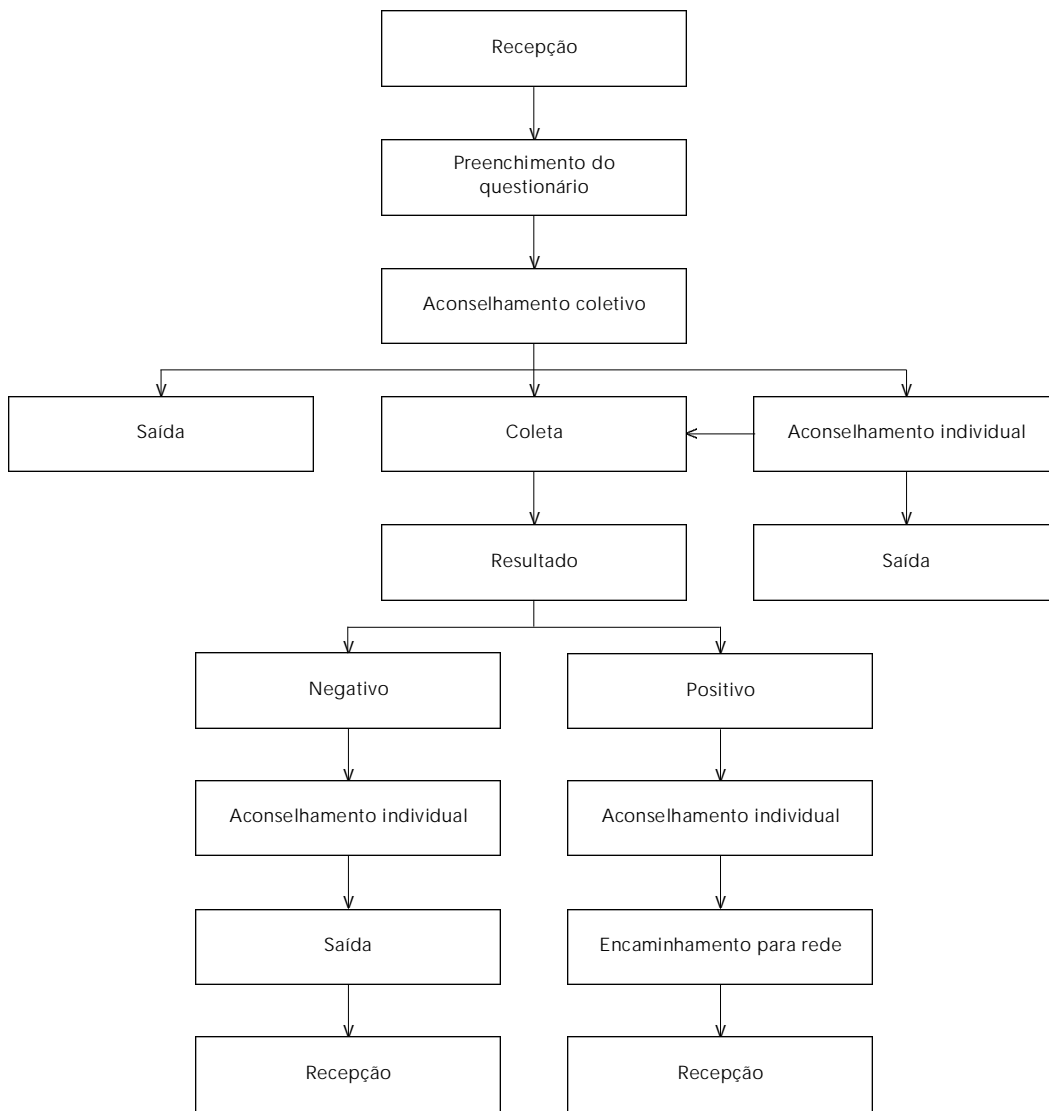 Recepção
Preenchimento do
questionário
Aconselhamento coletivo
Saída
Coleta
Aconselhamento individual
Resultado
Saída
Negativo
Positivo
Aconselhamento individual
Aconselhamento individual
Saída
Encaminhamento para rede
Recepção
Recepção